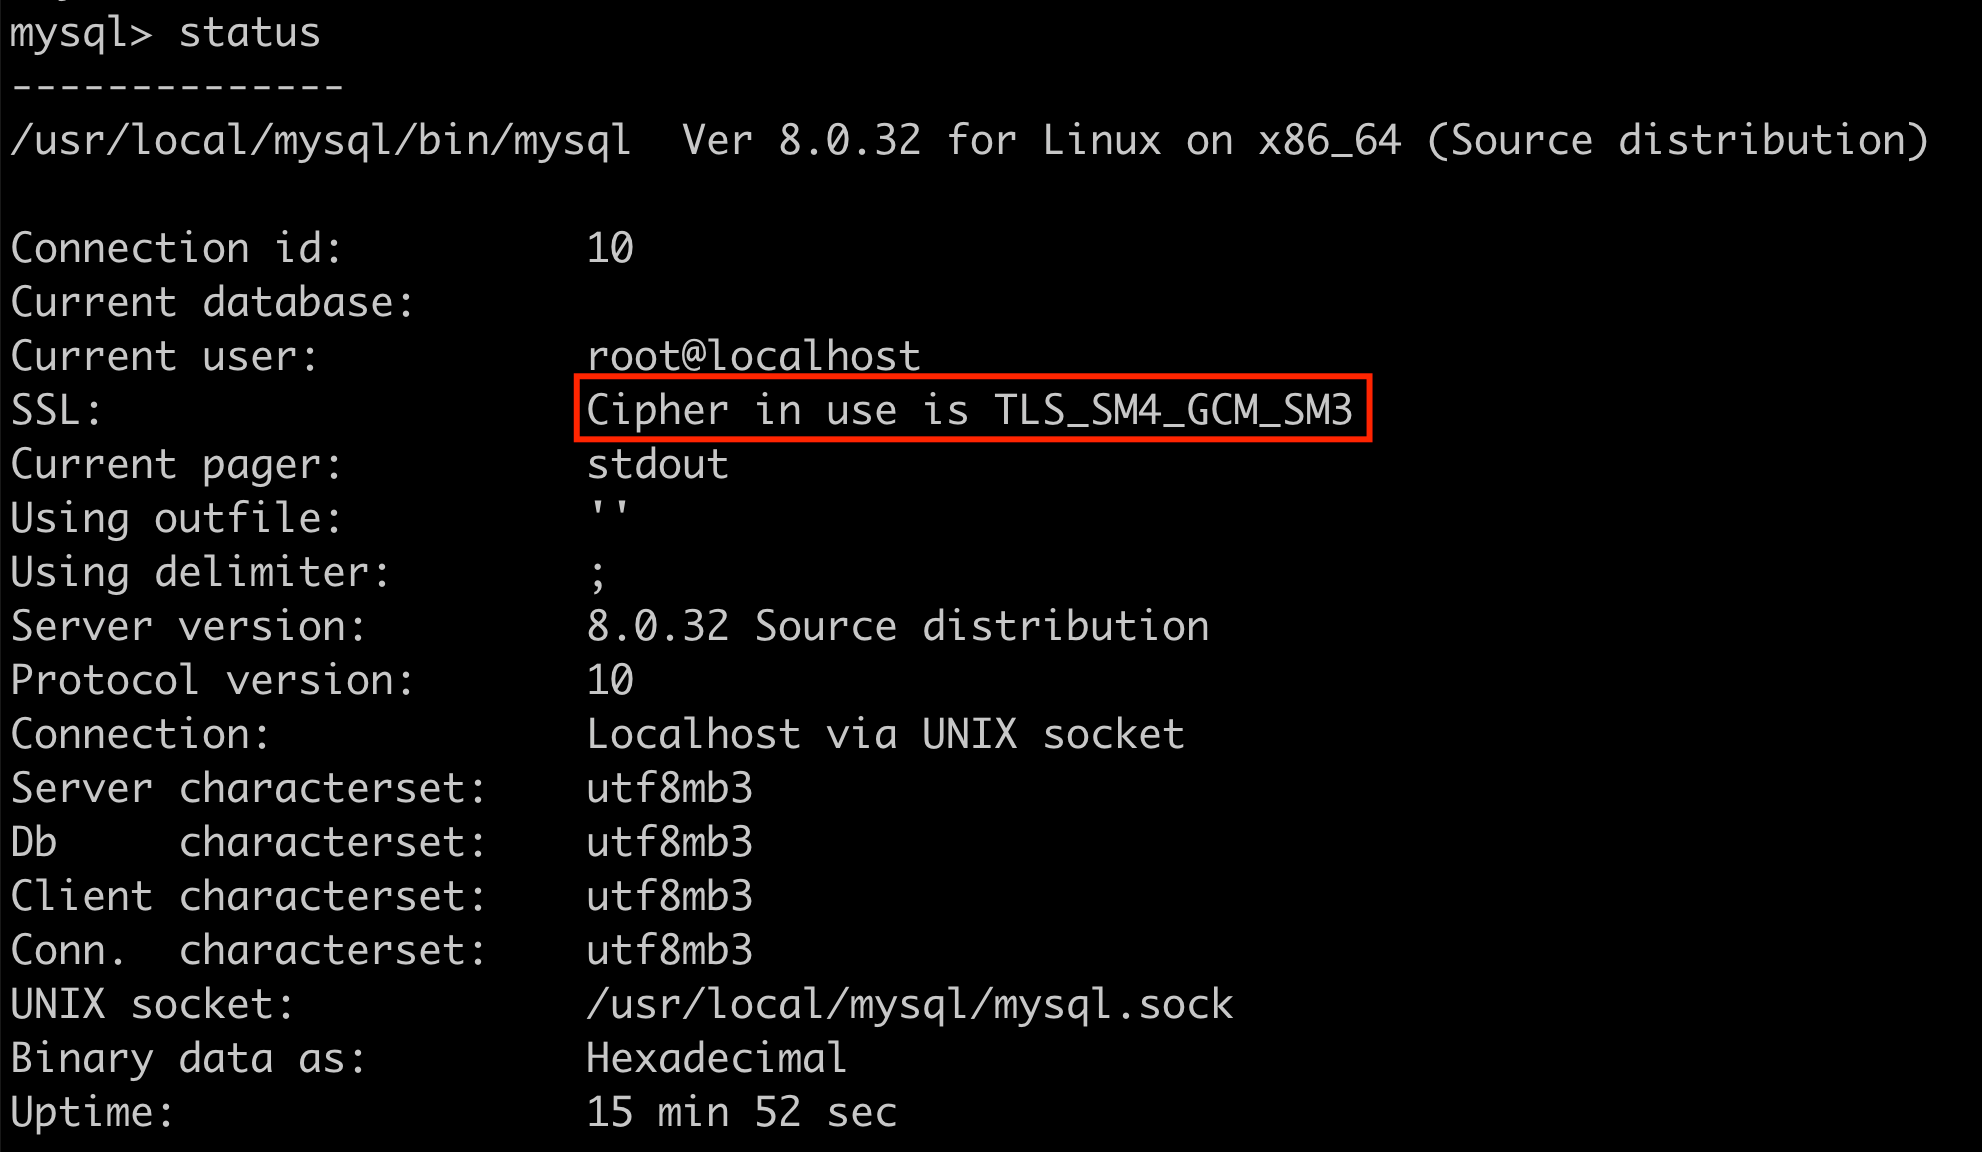 mysql> status
--------------
/usr/local/mysql/bin/mysql  Ver 8.0.32 for Linux on x86_64 (Source distribution)

Connection id:          10
Current database:
Current user:           root@localhost
SSL:                    Cipher in use is TLS_SM4_GCM_SM3
Current pager:          stdout
Using outfile:          ''
Using delimiter:        ;
Server version:         8.0.32 Source distribution
Protocol version:       10
Connection:             Localhost via UNIX socket
Server characterset:    utf8mb3
Db     characterset:    utf8mb3
Client characterset:    utf8mb3
Conn.  characterset:    utf8mb3
UNIX socket:            /usr/local/mysql/mysql.sock
Binary data as:         Hexadecimal
Uptime:                 15 min 52 sec